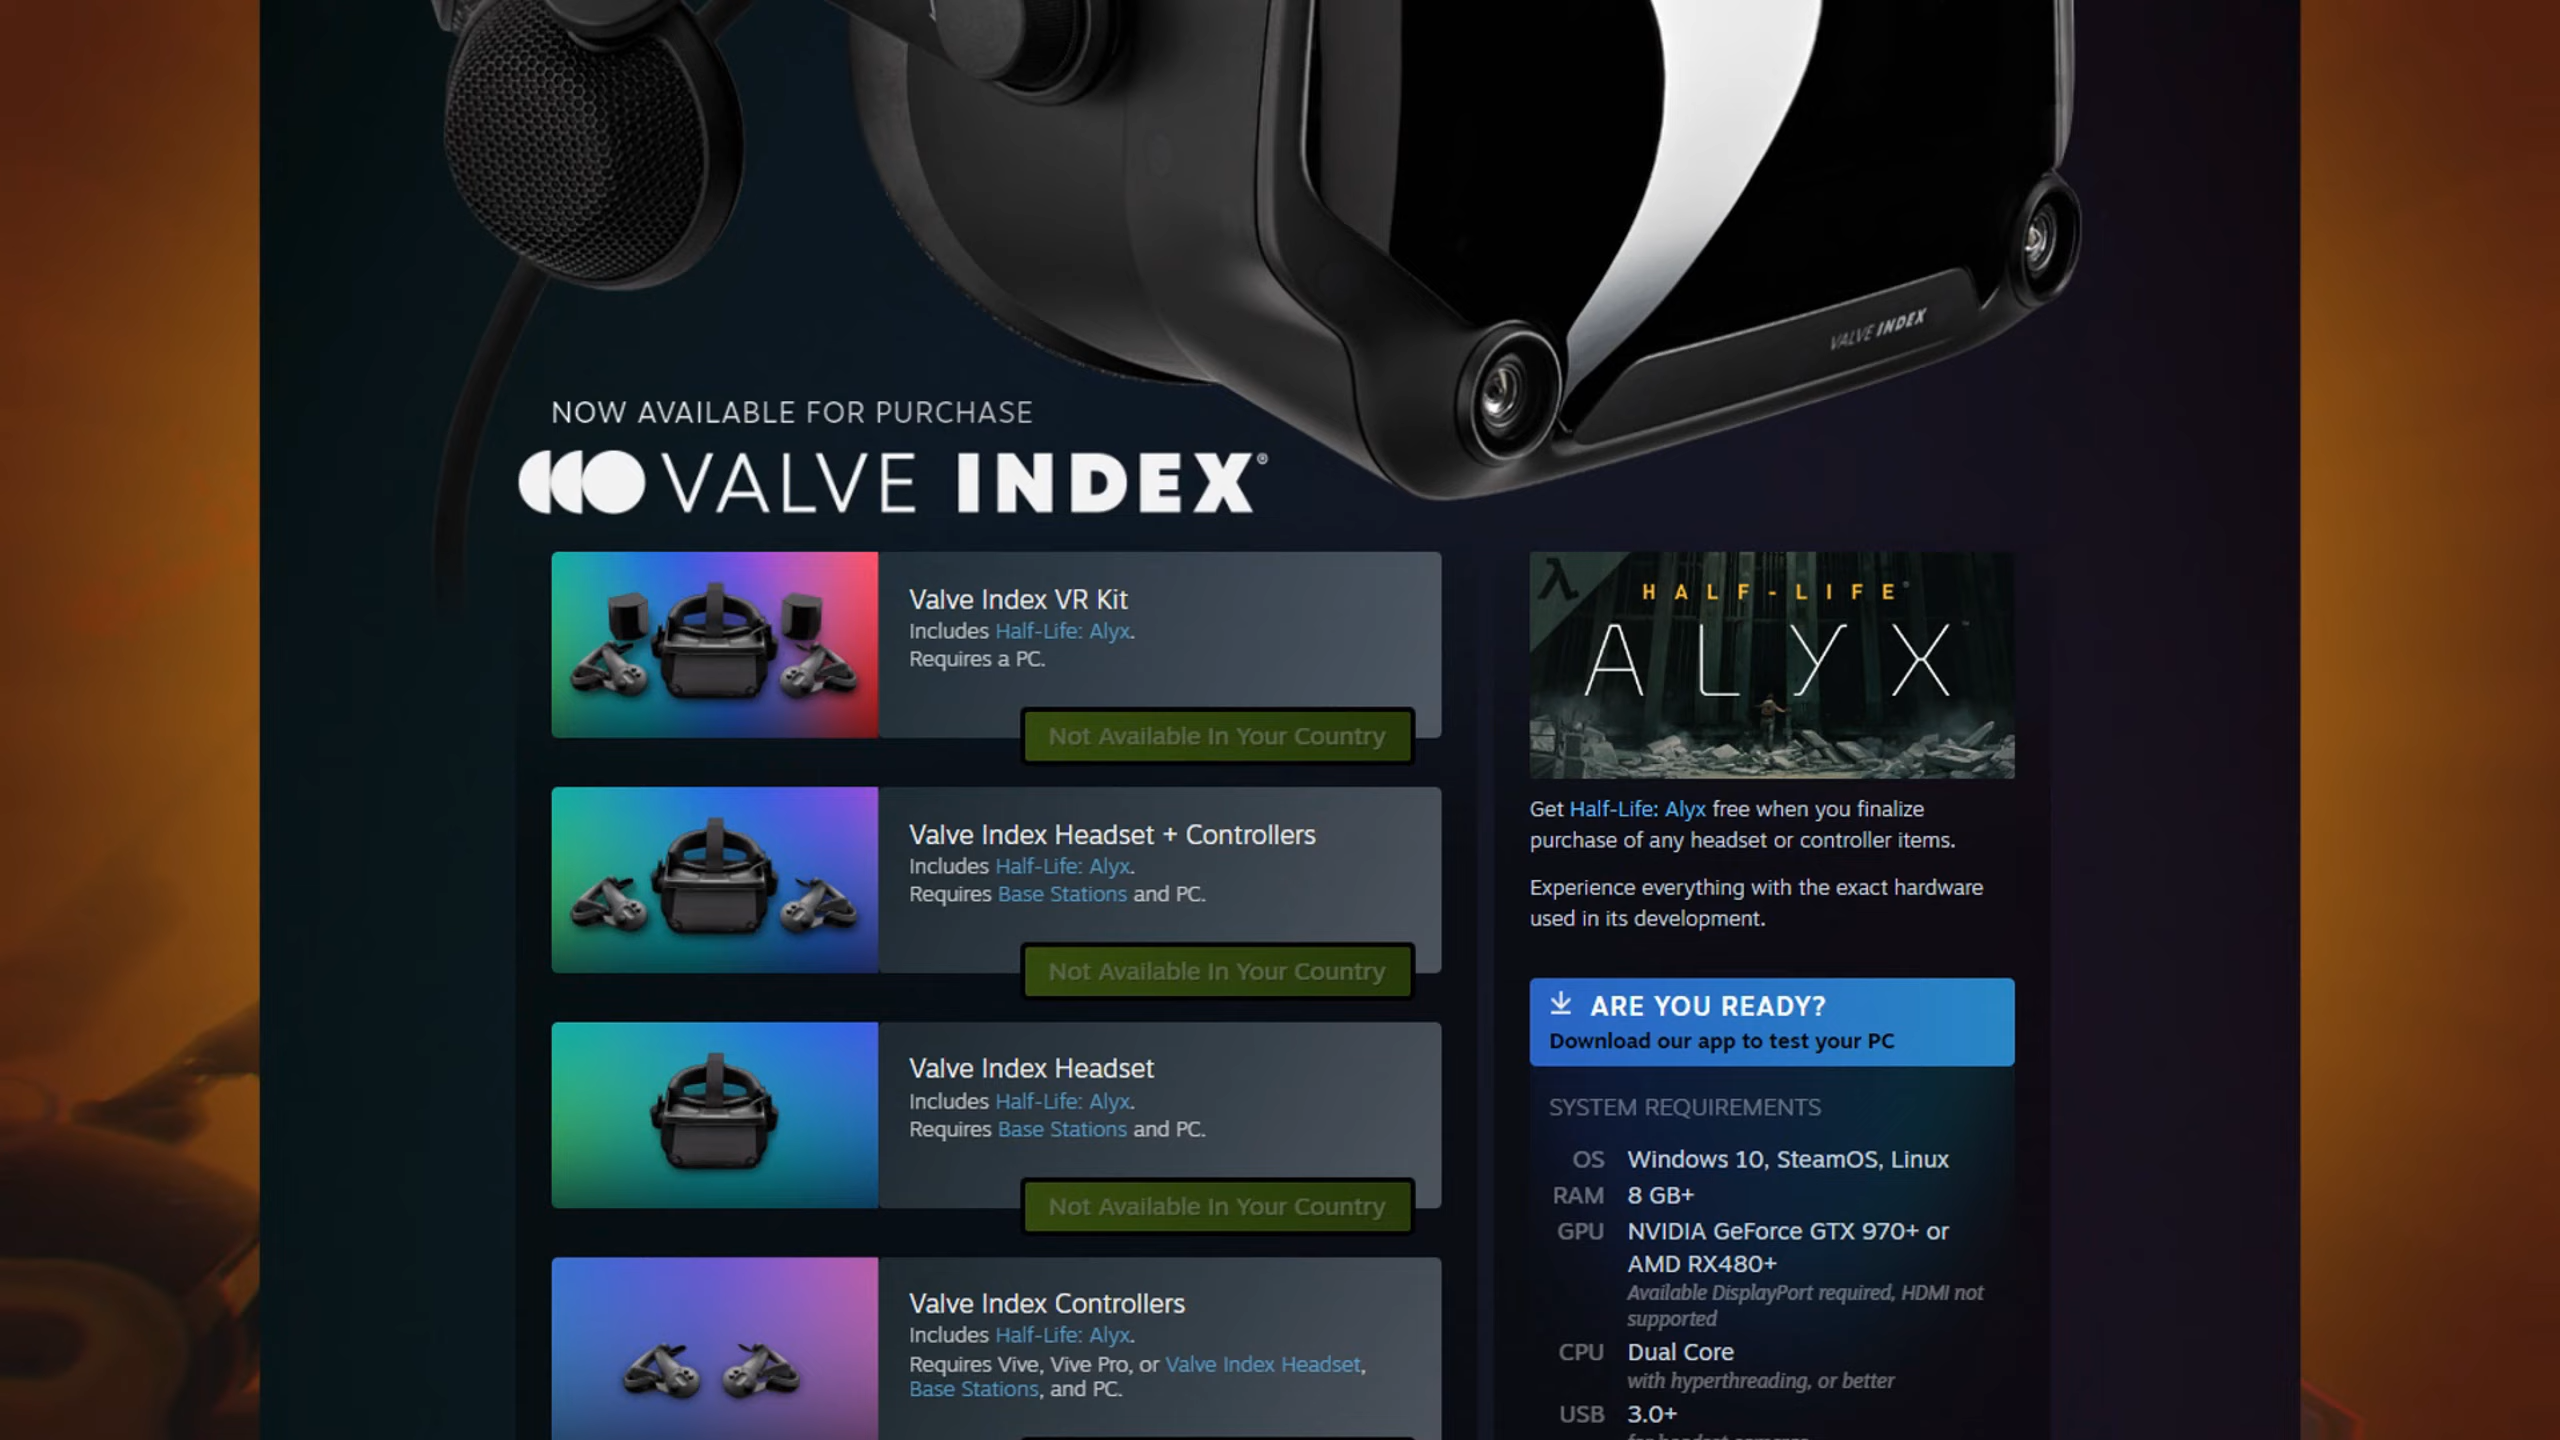 VALVE INDEX
NOW AVAILABLE FOR PURCHASE
VALVE INDEX®
Valve Index VR Kit
Includes Half-Life: Alyx.
Requires a PC.
Not Available In Your Country
Valve Index Headset + Controllers
Includes Half-Life: Alyx.
Requires Base Stations and PC.
Not Available In Your Country
Valve Index Headset
Includes Half-Life: Alyx.
Requires Base Stations and PC.
Not Available In Your Country
Valve Index Controllers
Includes Half-Life: Alyx.
Requires Vive, Vive Pro, or Valve Index Headset,
Base Stations, and PC.
HALF-LIFE
ALYX
Get Half-Life: Alyx free when you finalize
purchase of any headset or controller items.
Experience everything with the exact hardware
used in its development.
ARE YOU READY?
Download our app to test your PC
SYSTEM REQUIREMENTS
OS Windows 10, SteamOS, Linux
RAM 8 GB+
GPU NVIDIA GeForce GTX 970+ or
AMD RX480+
Available DisplayPort required, HDMI not
supported
CPU Dual Core
with hyperthreading, or better
USB 3.0+